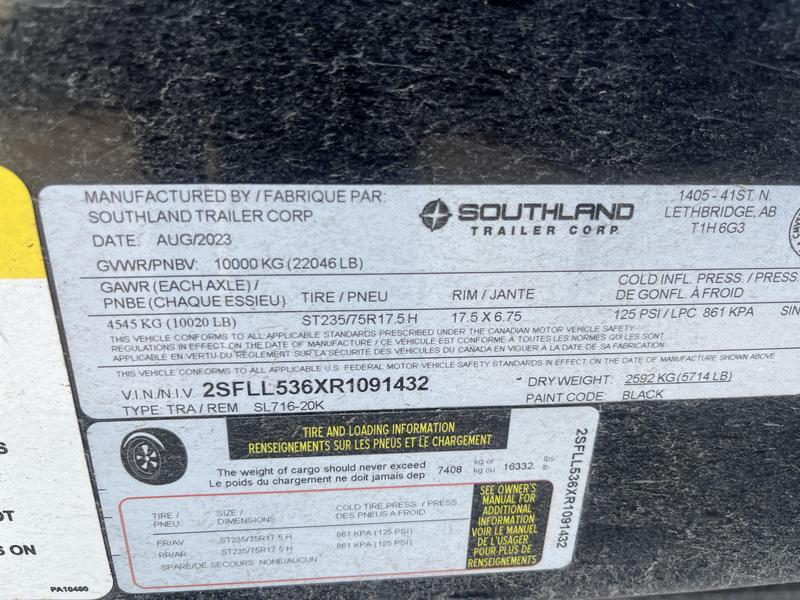 MANUFACTURED BY / FABRIQUE PAR:
SOUTHLAND TRAILER CORP.
DATE: AUG/2023
SOUTHLAND
TRAILER CORP.
1405 - 41ST. N.
LETHBRIDGE, AB
T1H 6G3
GVWR/PNBV: 10000 KG (22046 LB)
GAWR (EACH AXLE) /
PNBE (CHAQUE ESSIEU)
TIRE / PNEU
RIM / JANTE
COLD INFL. PRESS. / PRESS.
DE GONFL. À FROID
4545 KG (10020 LB) ST235/75R17.5 H 17.5 X 6.75 125 PSI / LPC 861 KPA SIN
THIS VEHICLE CONFORMS TO ALL APPLICABLE STANDARDS PRESCRIBED UNDER THE CANADIAN MOTOR VEHICLE SAFETY
REGULATIONS IN EFFECT ON THE DATE OF MANUFACTURE / CE VÉHICULE EST CONFORME À TOUTES LES NORMES QUI LES SONT
APPLICABLE EN VERTU DU RÈGLEMENT SUR LA SÉCURITÉ DES VÉHICULES DU CANADA EN VIGUER À LA DATE DE SA FABRICATION.
THIS VEHICLE CONFORMS TO ALL APPLICABLE U.S. FEDERAL MOTOR VEHICLE SAFETY STANDARDS IN EFFECT ON THE DATE OF MANUFACTURE SHOWN ABOVE
V.I.N./N.I.V. 2SFLL536XR1091432
DRY WEIGHT: 2592 KG (5714 LB)
TYPE: TRA / REM SL716-20K
PAINT CODE: BLACK
TIRE AND LOADING INFORMATION
RENSEIGNEMENTS SUR LES PNEUS ET LE CHARGEMENT
The weight of cargo should never exceed
Le poids du chargement ne doit jamais dep
7408 kg or kg ou 16332 lbs. lb
TIRE /
PNEU
SIZE /
DIMENSIONS
COLD TIRE PRESS. / PRESS.
DES PNEUS A FROID
FR/AV ST235/75R17.5 H 861 KPA (125 PSI)
RR/AR ST235/75R17.5 H 861 KPA (125 PSI)
SPARE/DE SECOURS NONE/AUCUN
SEE OWNER'S
MANUAL FOR
ADDITIONAL
INFORMATION
VOIR LE MANUEL
DE L'USAGER
POUR PLUS DE
RENSEIGNEMENTS
2SFLL536XR1091432
S ON
PA10460